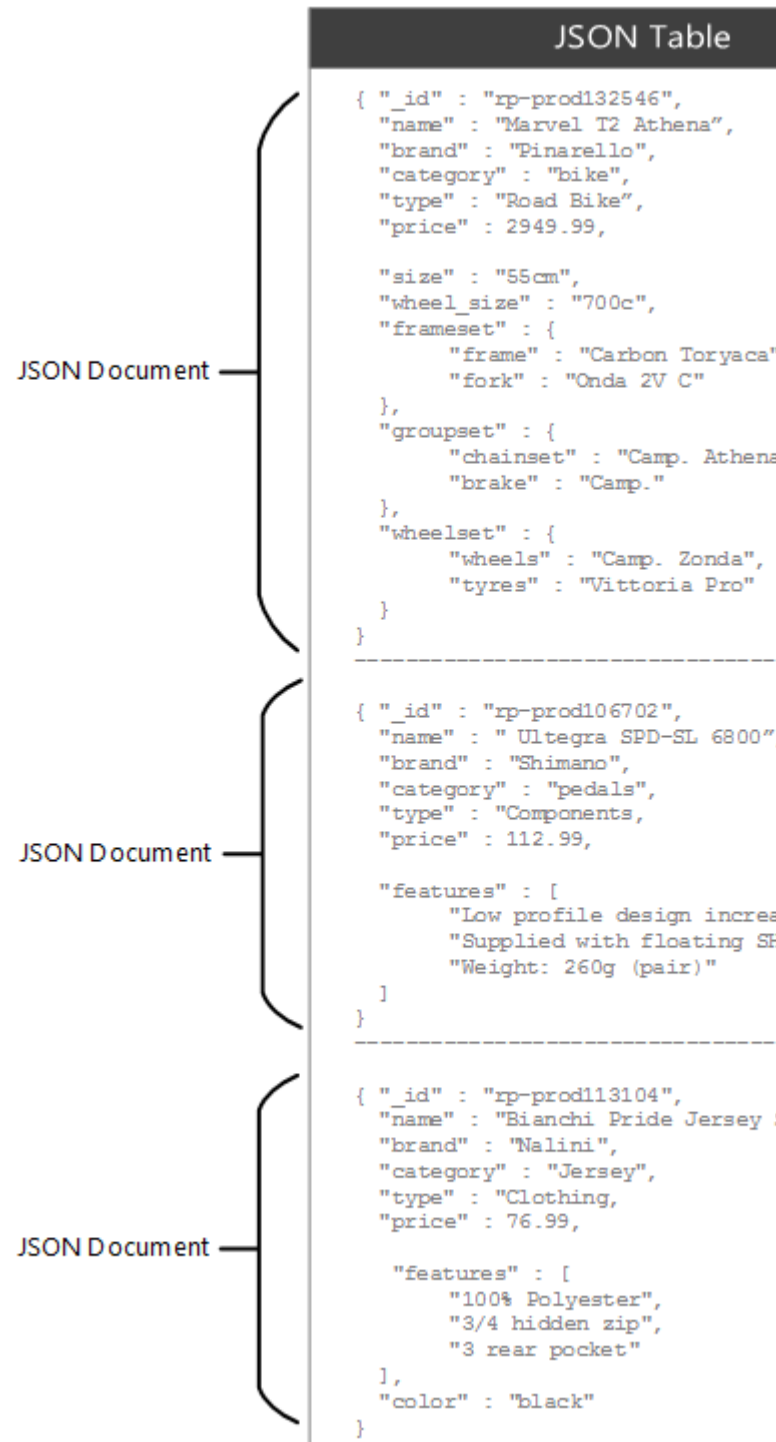 JSON Table
{ "_id" : "rp-prod132546",
"name" : "Marvel T2 Athena”,
"brand" : "Pinarello",
"category" : "bike",
"type" : "Road Bike”,
"price" : 2949.99,
"size" : "55cm",
"wheel_size" : "700c",
"frameset" : {
"frame" : "Carbon Toryaca"
"fork" : "Onda 2V C"
JSON Document
},
"groupset" : {
"chainset" : "Camp. Athena
"brake" : "Camp."
},
"wheelset" : {
"wheels" : "Camp. Zonda",
"tyres" : "Vittoria Pro"
}
}
{ "_id" : "rp-prod106702",
"name" : " Ultegra SPD-SL 6800”
"brand" : "Shimano",
"category" : "pedals",
"type" : "Components,
"price" : 112.99,
JSON Document
"features" : [
"Low profile design increa
"Supplied with floating SH
"Weight: 260g (pair)"
]
}
{ "_id" : "rp-prod113104",
"name" : "Bianchi Pride Jersey
"brand" : "Nalini",
"category" : "Jersey",
"type" : "Clothing,
"price" : 76.99,
JSON Document
"features" : [
"100% Polyester",
"3/4 hidden zip",
"3 rear pocket"
],
"color" : "black"
}